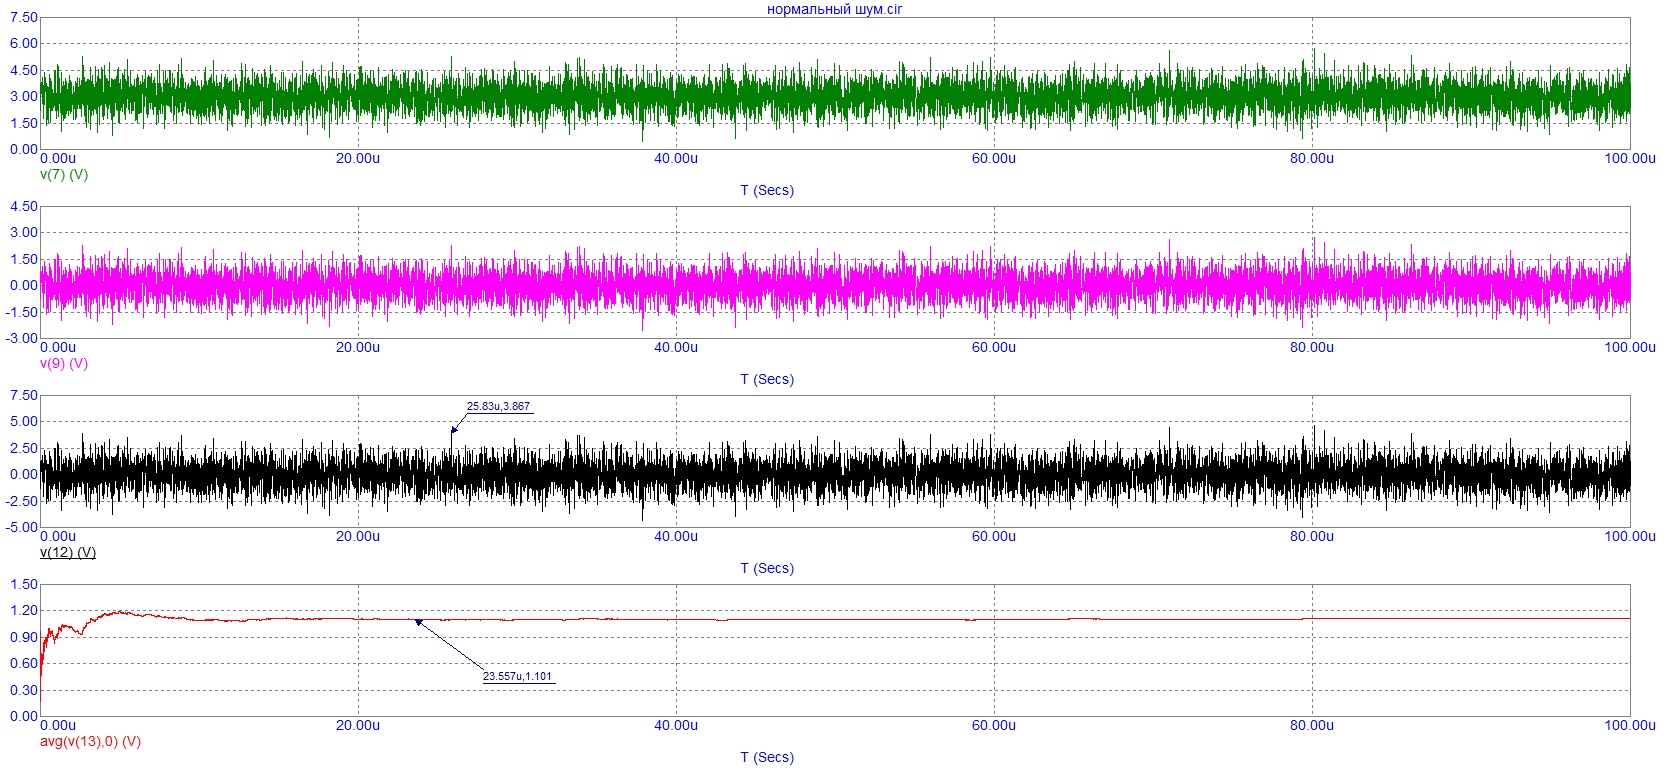 нормальный шум.cir
7.50
6.00
4.50
3.00
1.50
0.00
0.00u 20.00u 40.00u 60.00u 80.00u 100.00u
v(7) (V)
T (Secs)
4.50
3.00
1.50
0.00
-1.50
-3.00
0.00u 20.00u 40.00u 60.00u 80.00u 100.00u
v(9) (V)
T (Secs)
7.50
25.83u,3.867
5.00
2.50
0.00
-2.50
-5.00
0.00u 20.00u 40.00u 60.00u 80.00u 100.00u
v(12) (V)
T (Secs)
1.50
1.20
0.90
0.60
23.557u,1.101
0.30
0.00
0.00u 20.00u 40.00u 60.00u 80.00u 100.00u
avg(v(13),0) (V)
T (Secs)